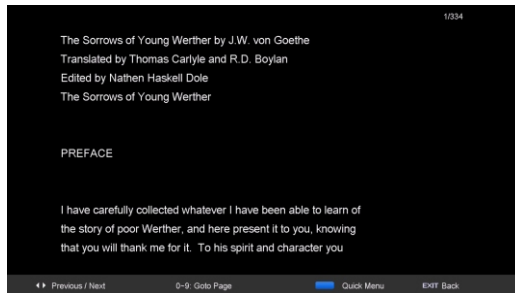 1/334
The Sorrows of Young Werther by J.W. von Goethe
Translated by Thomas Carlyle and R.D. Boylan
Edited by Nathen Haskell Dole
The Sorrows of Young Werther
PREFACE
I have carefully collected whatever I have been able to learn of
the story of poor Werther, and here present it to you, knowing
that you will thank me for it.  To his spirit and character you
Previous / Next 0~9: Goto Page Quick Menu EXIT Back